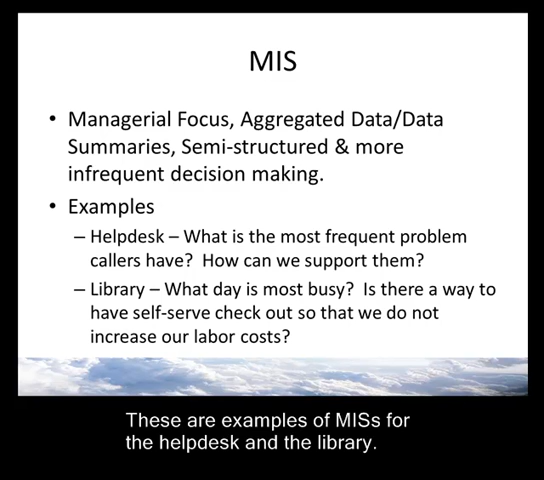 MIS
• Managerial Focus, Aggregated Data/Data
Summaries, Semi-structured & more
infrequent decision making.
• Examples
– Helpdesk – What is the most frequent problem
callers have? How can we support them?
– Library – What day is most busy? Is there a way to
have self-serve check out so that we do not
increase our labor costs?
These are examples of MISs for
the helpdesk and the library.